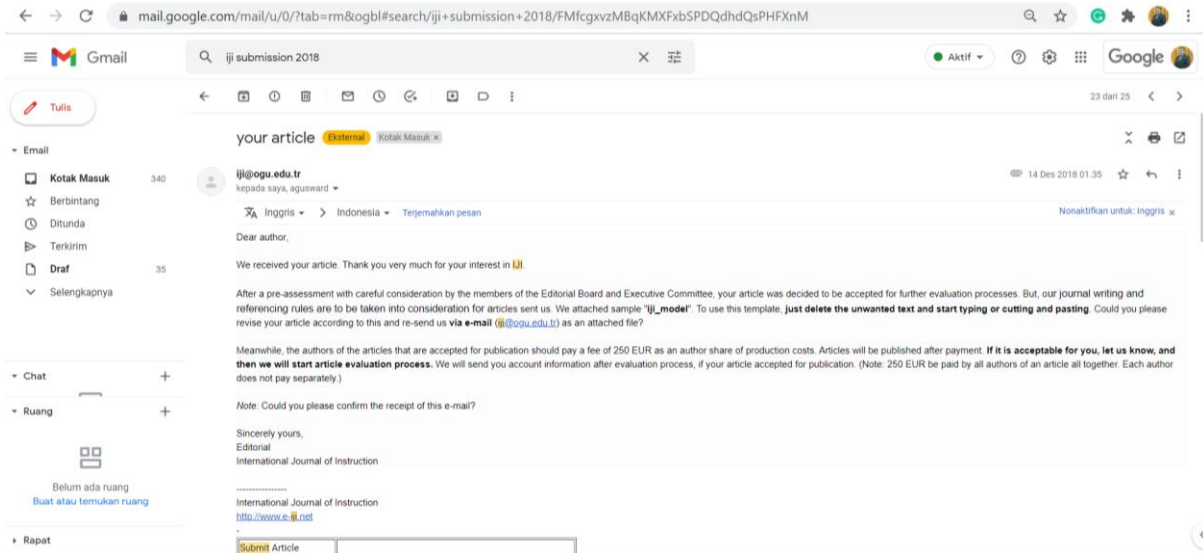 mail.google.com/mail/u/0/?tab=rm&ogbl#search/iji+submission+2018/FMfcgxvzMBqKMXFxbSPDQdhdQsPHFXnM
Gmail
iji submission 2018
Aktif
Google
Tulis
23 dari 25
your article Eksternal Kotak Masuk ×
Email
Kotak Masuk 340
Berbintang
Ditunda
Terkirim
Draf 35
Selengkapnya
iji@ogu.edu.tr
14 Des 2018 01.35
kepada saya, agusward
Inggris > Indonesia Terjemahkan pesan
Nonaktifkan untuk: Inggris ×
Dear author,
We received your article. Thank you very much for your interest in IJI.
After a pre-assessment with careful consideration by the members of the Editorial Board and Executive Committee, your article was decided to be accepted for further evaluation processes. But, our journal writing and
referencing rules are to be taken into consideration for articles sent us. We attached sample "iji_model". To use this template, just delete the unwanted text and start typing or cutting and pasting. Could you please
revise your article according to this and re-send us via e-mail (iji@ogu.edu.tr) as an attached file?
Meanwhile, the authors of the articles that are accepted for publication should pay a fee of 250 EUR as an author share of production costs. Articles will be published after payment. If it is acceptable for you, let us know, and
then we will start article evaluation process. We will send you account information after evaluation process, if your article accepted for publication. (Note: 250 EUR be paid by all authors of an article all together. Each author
does not pay separately.)
Note: Could you please confirm the receipt of this e-mail?
Sincerely yours,
Editorial
International Journal of Instruction
----------------
International Journal of Instruction
http://www.e-iji.net
-
Submit Article
Chat +
Ruang +
Belum ada ruang
Buat atau temukan ruang
Rapat